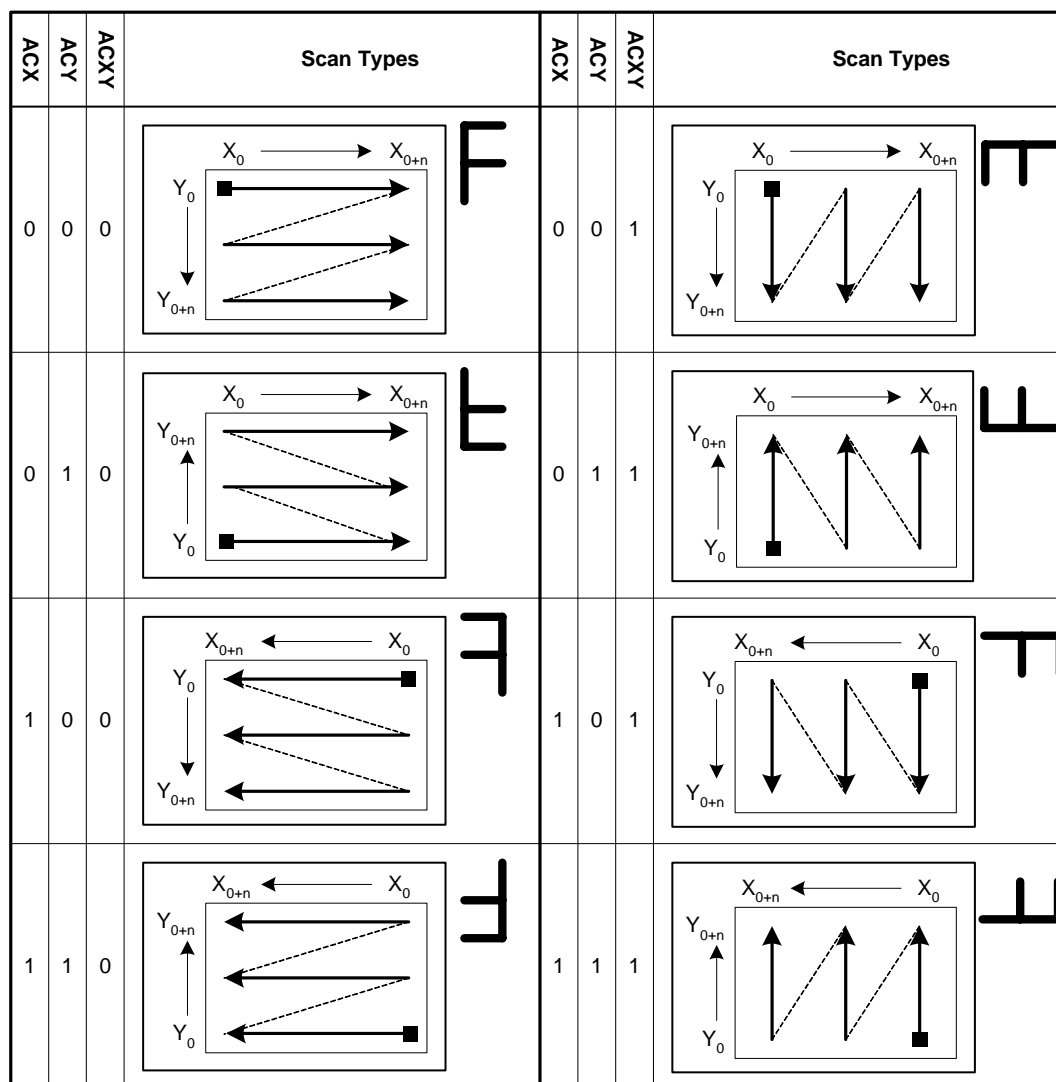 ACX ACY ACXY Scan Types ACX ACY ACXY Scan Types
X0 X0+n
Y0
0 0 0
Y0+n
X0 X0+n
Y0
0 0 1
Y0+n
X0 X0+n
Y0+n
0 1 0
Y0
X0 X0+n
Y0+n
0 1 1
Y0
X0+n X0
Y0
1 0 0
Y0+n
X0+n X0
Y0
1 0 1
Y0+n
X0+n X0
Y0+n
1 1 0
Y0
X0+n X0
Y0+n
1 1 1
Y0